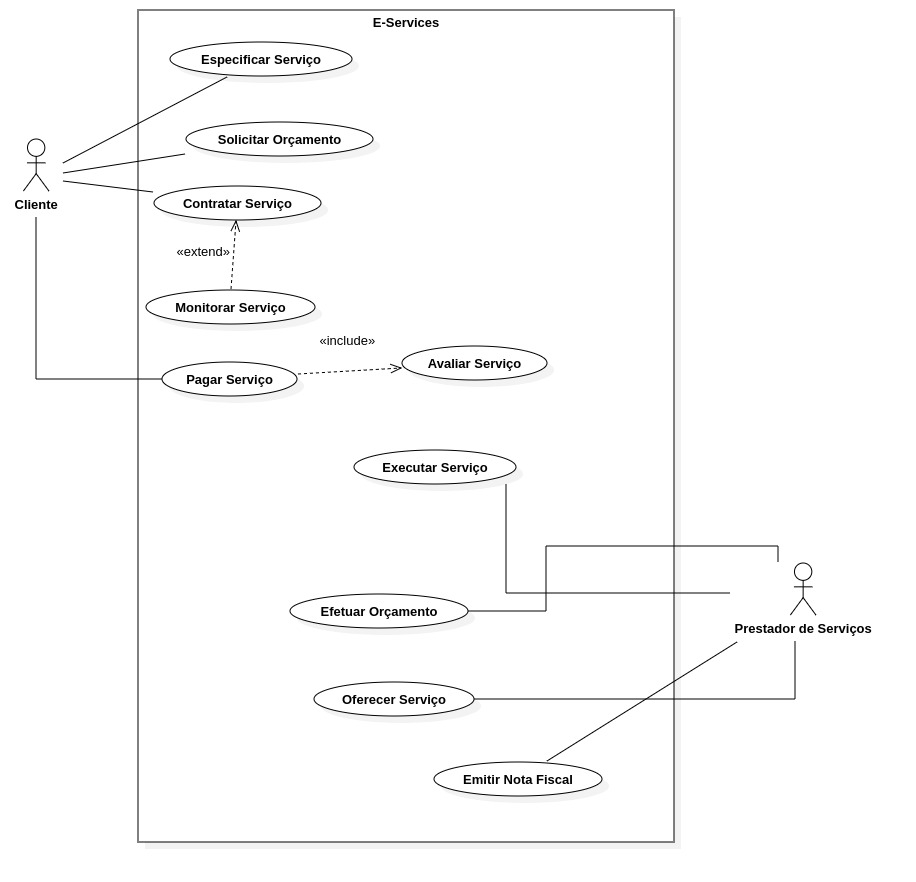 E-Services
Especificar Serviço
Solicitar Orçamento
Cliente
Contratar Serviço
«extend»
Monitorar Serviço
«include»
Avaliar Serviço
Pagar Serviço
Executar Serviço
Efetuar Orçamento
Prestador de Serviços
Oferecer Serviço
Emitir Nota Fiscal